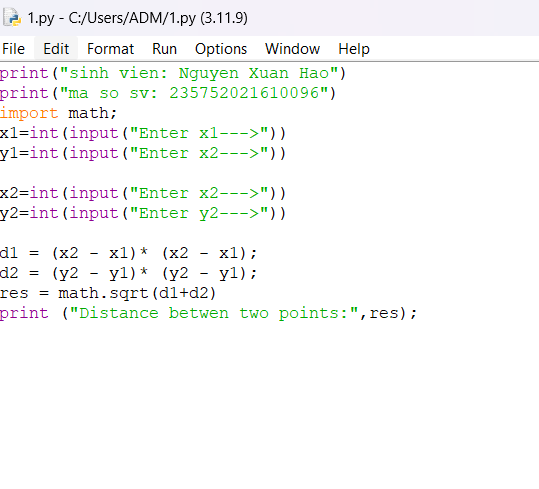 1.py - C:/Users/ADM/1.py (3.11.9)
File Edit Format Run Options Window Help
print("sinh vien: Nguyen Xuan Hao")
print("ma so sv: 235752021610096")
import math;
x1=int(input("Enter x1--->"))
y1=int(input("Enter x2--->"))
x2=int(input("Enter x2--->"))
y2=int(input("Enter y2--->"))
d1 = (x2 - x1)* (x2 - x1);
d2 = (y2 - y1)* (y2 - y1);
res = math.sqrt(d1+d2)
print ("Distance betwen two points:",res);